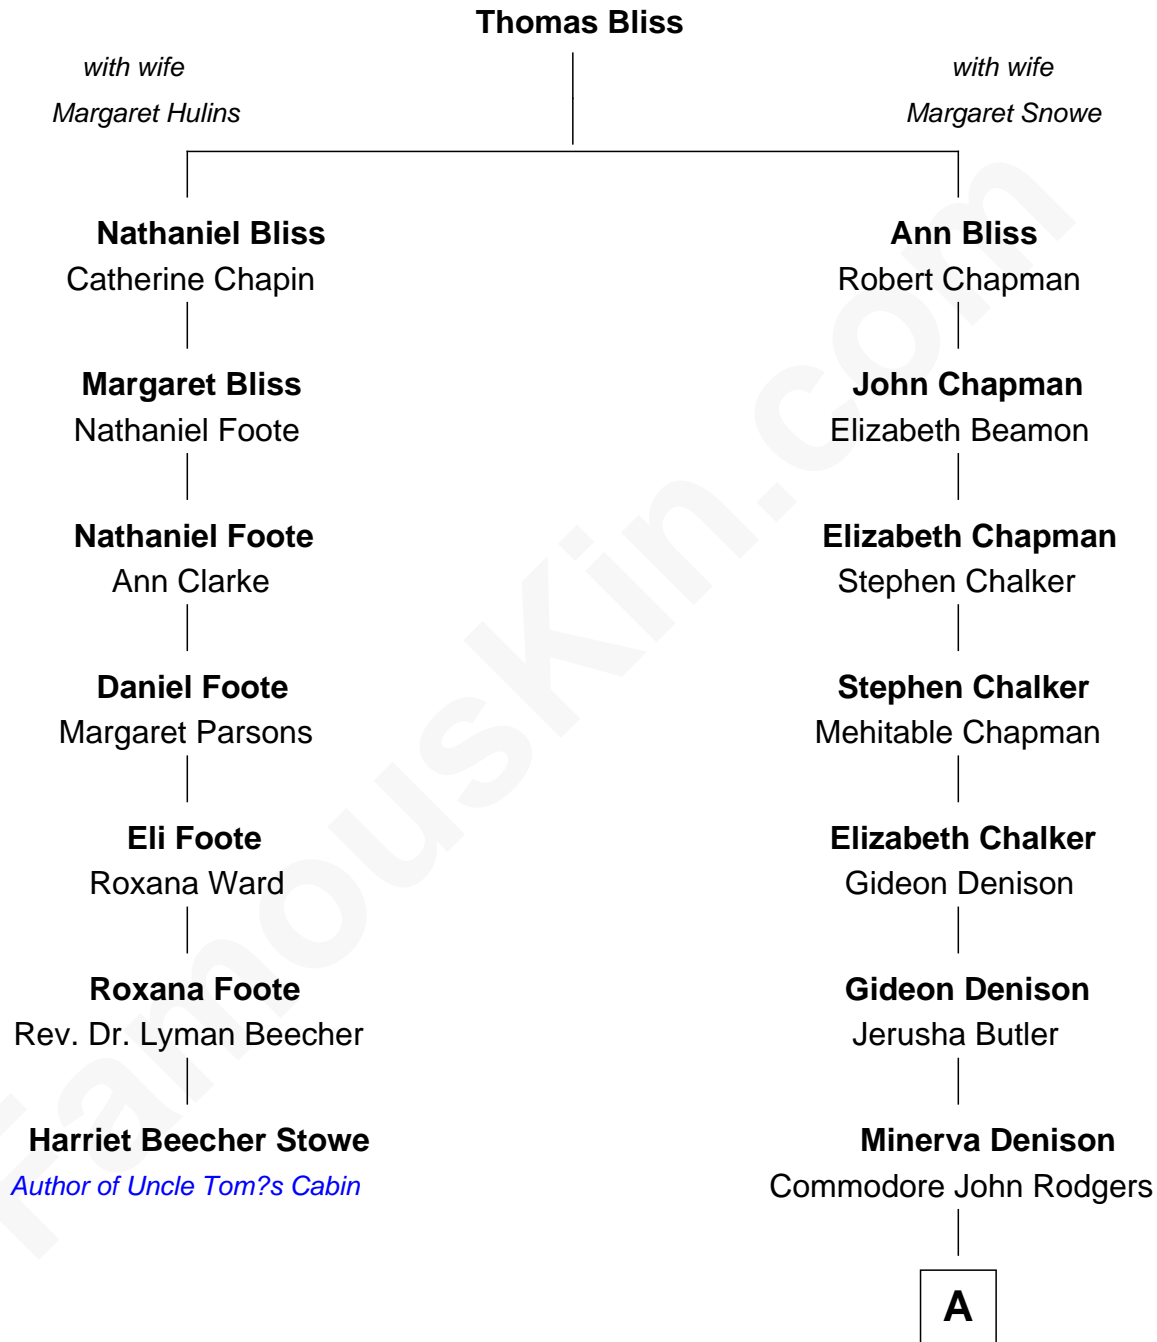 Thomas Bliss
with wife
Margaret Hulins
with wife
Margaret Snowe
Nathaniel Bliss
Catherine Chapin
Ann Bliss
Robert Chapman
Margaret Bliss
Nathaniel Foote
John Chapman
Elizabeth Beamon
Nathaniel Foote
Ann Clarke
Elizabeth Chapman
Stephen Chalker
Daniel Foote
Margaret Parsons
Stephen Chalker
Mehitable Chapman
Eli Foote
Roxana Ward
Elizabeth Chalker
Gideon Denison
Roxana Foote
Rev. Dr. Lyman Beecher
Gideon Denison
Jerusha Butler
Harriet Beecher Stowe
Author of Uncle Tom?s Cabin
Minerva Denison
Commodore John Rodgers
A
FamousKin.com